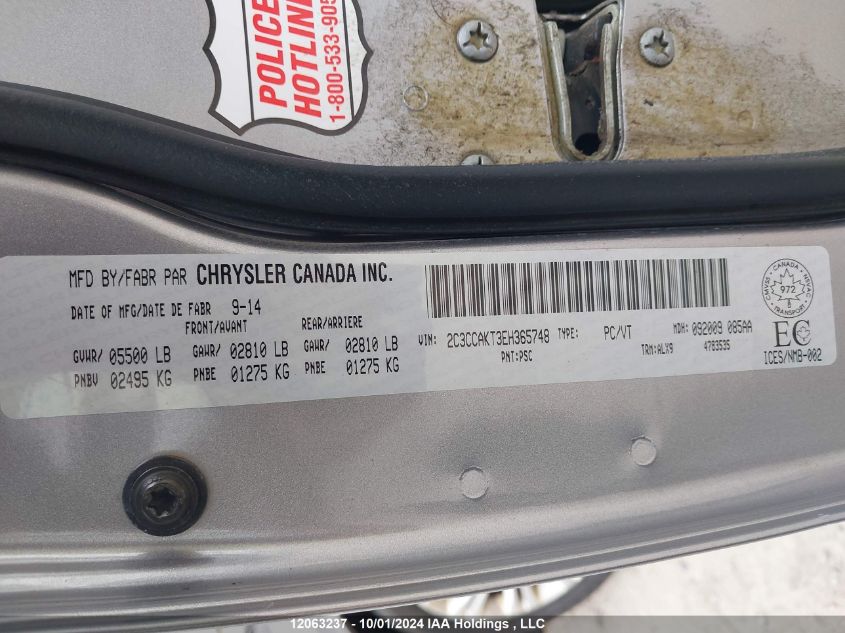 POLICE
HOTLINE
1-800-533-905
MFD BY/FABR PAR CHRYSLER CANADA INC.
DATE OF MFG/DATE DE FABR 9-14
FRONT/AVANT REAR/ARRIERE
GVWR/ 05500 LB GAWR/ 02810 LB GAWR/ 02810 LB
PNBV 02495 KG PNBE 01275 KG PNBE 01275 KG
VIN: 2C3CCAKT3EH365748 TYPE: PC/VT MDH: 092009 085AA
PNT:PSC TRM:ALX9 4703535
CANADA
CMVSS NSVAC
972
TRANSPORT
EC
ICES/NMB-002
12063237 - 10/01/2024 IAA Holdings , LLC